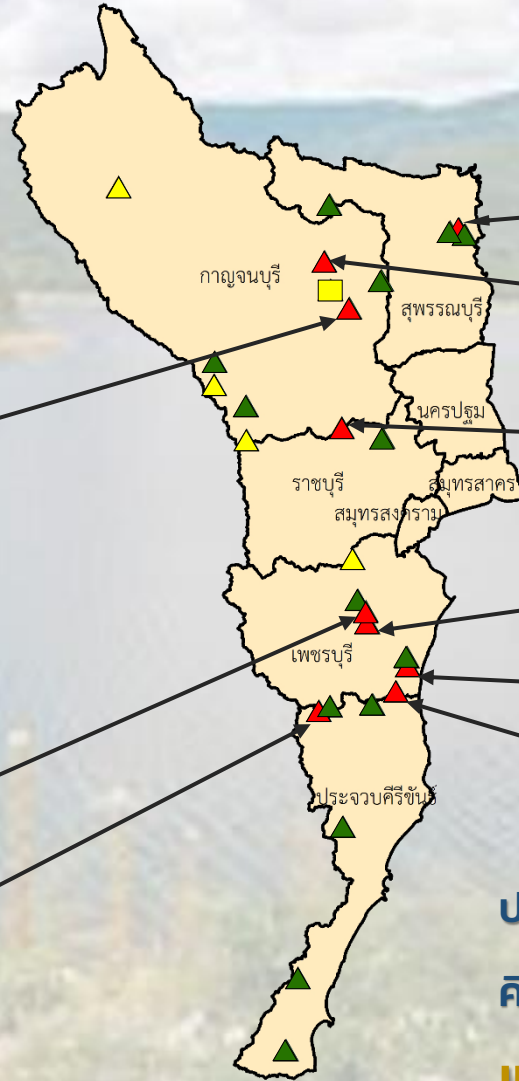 กาญจนบุรี
สุพรรณบุรี
นครปฐม
ราชบุรี
สมุทรสาคร
สมุทรสงคราม
เพชรบุรี
ประจวบคีรีขันธ์